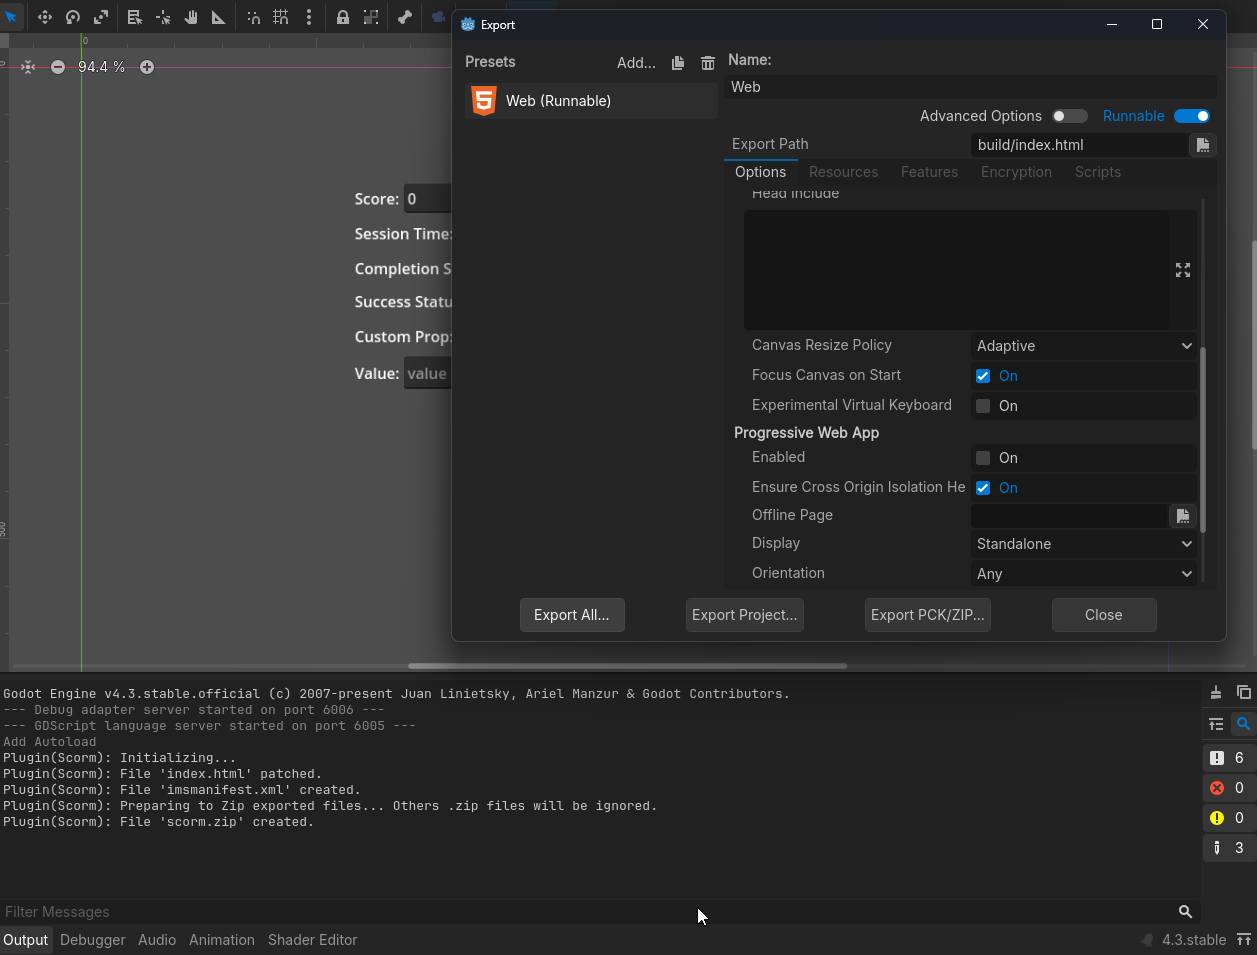 Export
0
94.4 %
Presets
Add...
Name:
Web (Runnable)
Web
Advanced Options
Runnable
Export Path
build/index.html
Options
Resources
Features
Encryption
Scripts
Head Include
Score:
0
Session Time:
Completion S
Success Statu
Custom Prop:
Value:
value
Canvas Resize Policy
Adaptive
Focus Canvas on Start
On
Experimental Virtual Keyboard
On
Progressive Web App
Enabled
On
Ensure Cross Origin Isolation He
On
Offline Page
Display
Standalone
Orientation
Any
500
Export All...
Export Project...
Export PCK/ZIP...
Close
Godot Engine v4.3.stable.official (c) 2007-present Juan Linietsky, Ariel Manzur & Godot Contributors.
--- Debug adapter server started on port 6006 ---
--- GDScript language server started on port 6005 ---
Add Autoload
Plugin(Scorm): Initializing...
Plugin(Scorm): File 'index.html' patched.
Plugin(Scorm): File 'imsmanifest.xml' created.
Plugin(Scorm): Preparing to Zip exported files... Others .zip files will be ignored.
Plugin(Scorm): File 'scorm.zip' created.
6
0
0
3
Filter Messages
Output
Debugger
Audio
Animation
Shader Editor
4.3.stable